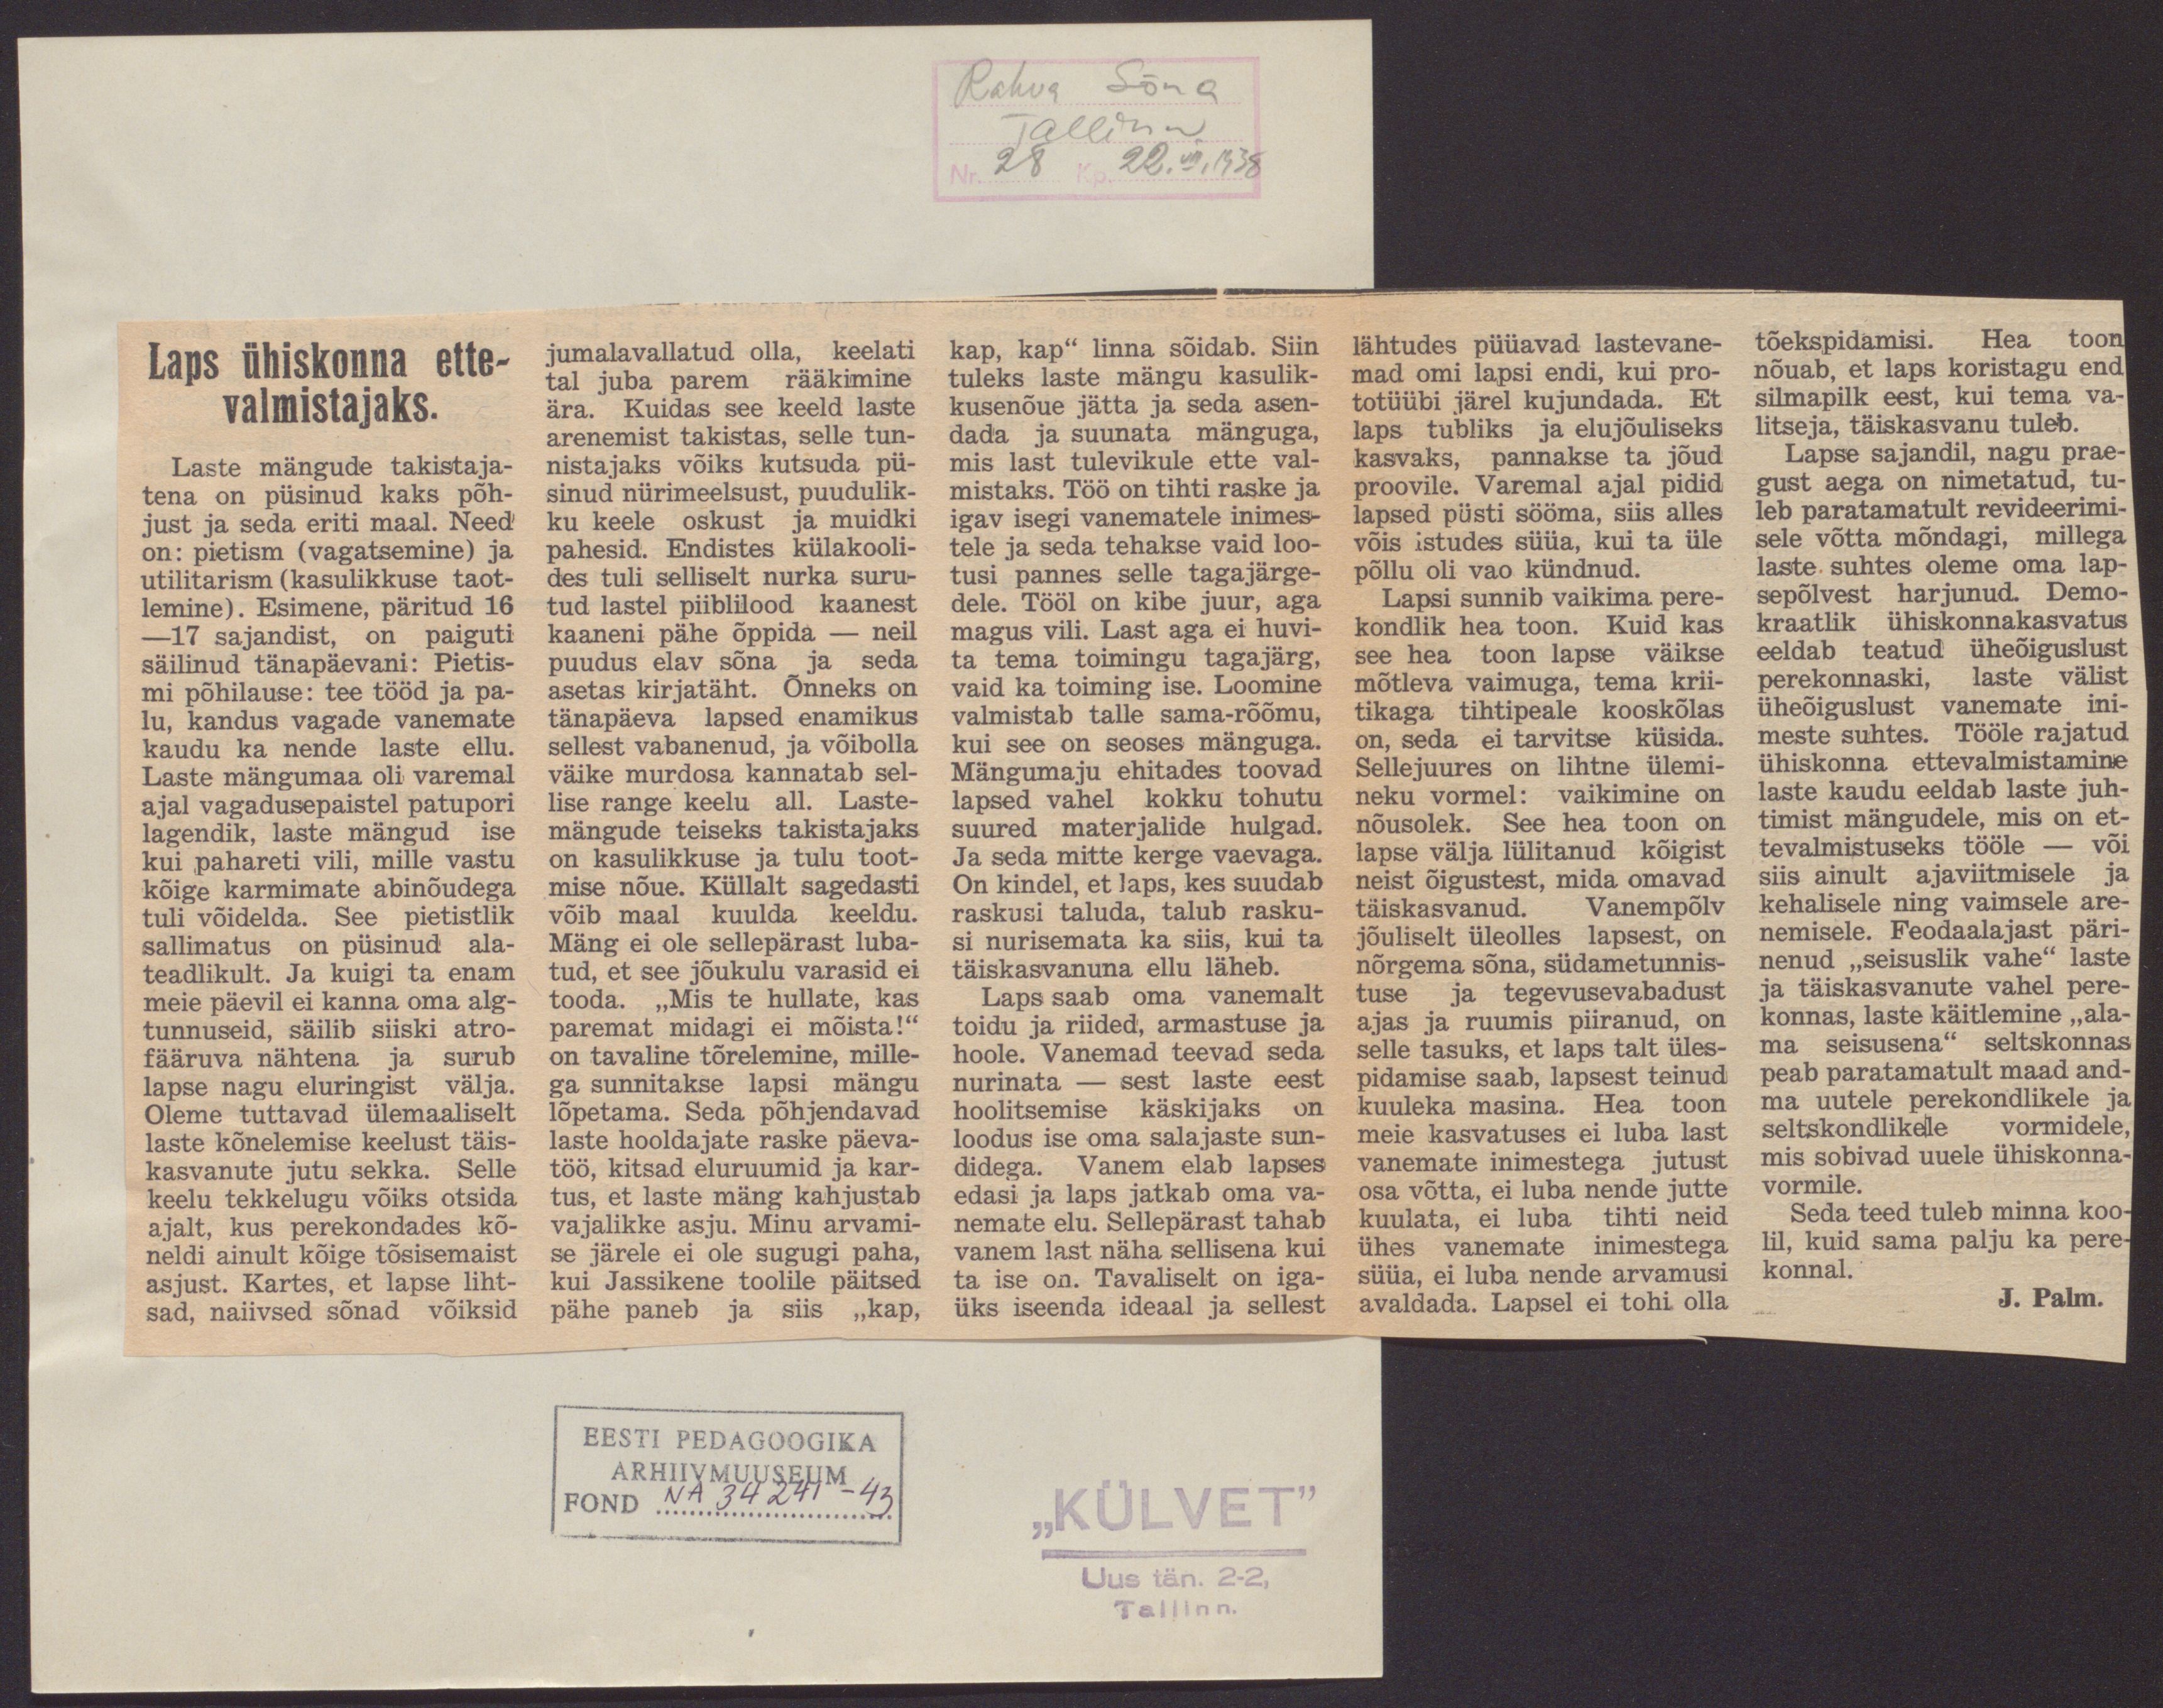 Rahva Sõna
Tallinn
Nr. 28 Kp. 22.VII.1938
Laps ühiskonna ette-
valmistajaks.
Laste mängude takistaja-
tena on püsinud kaks põh-
just ja seda eriti maal. Need
on: pietism (vagatsemine) ja
utilitarism (kasulikkuse taot-
lemine). Esimene, päritud 16
—17 sajandist, on paiguti
säilinud tänapäevani: Pietis-
mi põhilause: tee tööd ja pa-
lu, kandus vagade vanemate
kaudu ka nende laste ellu.
Laste mängumaa oli varemal
ajal vagadusepaistel patupori
lagendik, laste mängud ise
kui pahareti vili, mille vastu
kõige karmimate abinõudega
tuli võidelda. See pietistlik
sallimatus on püsinud ala-
teadlikult. Ja kuigi ta enam
meie päevil ei kanna oma alg-
tunnuseid, säilib siiski atro-
fääruva nähtena ja surub
lapse nagu eluringist välja.
Oleme tuttavad ülemaaliselt
laste kõnelemise keelust täis-
kasvanute jutu sekka. Selle
keelu tekkelugu võiks otsida
ajalt, kus perekondades kõ-
neldi ainult kõige tõsisemaist
asjust. Kartes, et lapse liht-
sad, naiivsed sõnad võiksid
jumalavallatud olla, keelati
tal juba parem rääkimine
ära. Kuidas see keeld laste
arenemist takistas, selle tun-
nistajaks võiks kutsuda pü-
sinud nürimeelsust, puudulik-
ku keele oskust ja muidki
pahesid. Endistes külakooli-
des tuli selliselt nurka suru-
tud lastel piiblilood kaanest
kaaneni pähe õppida — neil
puudus elav sõna ja seda
asetas kirjatäht. Õnneks on
tänapäeva lapsed enamikus
sellest vabanenud, ja võibolla
väike murdosa kannatab sel-
lise range keelu all. Laste-
mängude teiseks takistajaks
on kasulikkuse ja tulu toot-
mise nõue. Küllalt sagedasti
võib maal kuulda keeldu.
Mäng ei ole sellepärast luba-
tud, et see jõukulu varasid ei
tooda. „Mis te hullate, kas
paremat midagi ei mõista!“
on tavaline tõrelemine, mille-
ga sunnitakse lapsi mängu
lõpetama. Seda põhjendavad
laste hooldajate raske päeva-
töö, kitsad eluruumid ja kar-
tus, et laste mäng kahjustab
vajalikke asju. Minu arvami-
se järele ei ole sugugi paha,
kui Jassikene toolile päitsed
pähe paneb ja siis „kap,
kap, kap“ linna sõidab. Siin
tuleks laste mängu kasulik-
kusenõue jätta ja seda asen-
dada ja suunata mänguga,
mis last tulevikule ette val-
mistaks. Töö on tihti raske ja
igav isegi vanematele inimes-
tele ja seda tehakse vaid loo-
tusi pannes selle tagajärge-
dele. Tööl on kibe juur, aga
magus vili. Last aga ei huvi-
ta tema toimingu tagajärg,
vaid ka toiming ise. Loomine
valmistab talle sama-rõõmu,
kui see on seoses mänguga.
Mängumaju ehitades toovad
lapsed vahel kokku tohutu
suured materjalide hulgad.
Ja seda mitte kerge vaevaga.
On kindel, et laps, kes suudab
raskusi taluda, talub rasku-
si nurisemata ka siis, kui ta
täiskasvanuna ellu läheb.
Laps saab oma vanemalt
toidu ja riided, armastuse ja
hoole. Vanemad teevad seda
nurinata — sest laste eest
hoolitsemise käskijaks on
loodus ise oma salajaste sun-
didega. Vanem elab lapses
edasi ja laps jatkab oma va-
nemate elu. Sellepärast tahab
vanem last näha sellisena kui
ta ise on. Tavaliselt on iga-
üks iseenda ideaal ja sellest
lähtudes püüavad lastevane-
mad omi lapsi endi, kui pro-
totüübi järel kujundada. Et
laps tubliks ja elujõuliseks
kasvaks, pannakse ta jõud
proovile. Varemal ajal pidid
lapsed püsti sööma, siis alles
võis istudes süüa, kui ta üle
põllu oli vao kündnud.
Lapsi sunnib vaikima pere-
kondlik hea toon. Kuid kas
see hea toon lapse väikse
mõtleva vaimuga, tema krii-
tikaga tihtipeale kooskõlas
on, seda ei tarvitse küsida.
Sellejuures on lihtne ülemi-
neku vormel: vaikimine on
nõusolek. See hea toon on
lapse välja lülitanud kõigist
neist õigustest, mida omavad
täiskasvanud. Vanempõlv
jõuliselt üleolles lapsest, on
nõrgema sõna, südametunnis-
tuse ja tegevusevabadust
ajas ja ruumis piiranud, on
selle tasuks, et laps talt üles-
pidamise saab, lapsest teinud
kuuleka masina. Hea toon
meie kasvatuses ei luba last
vanemate inimestega jutust
osa võtta, ei luba nende jutte
kuulata, ei luba tihti neid
ühes vanemate inimestega
süüa, ei luba nende arvamusi
avaldada. Lapsel ei tohi olla
tõekspidamisi. Hea toon
nõuab, et laps koristagu end
silmapilk eest, kui tema va-
litseja, täiskasvanu tuleb.
Lapse sajandil, nagu prae-
gust aega on nimetatud, tu-
leb paratamatult revideerimi-
sele võtta mõndagi, millega
laste suhtes oleme oma lap-
sepõlvest harjunud. Demo-
kraatlik ühiskonnakasvatus
eeldab teatud üheõiguslust
perekonnaski, laste välist
üheõiguslust vanemate ini-
meste suhtes. Tööle rajatud
ühiskonna ettevalmistamine
laste kaudu eeldab laste juh-
timist mängudele, mis on et-
tevalmistuseks tööle — või
siis ainult ajaviitmisele ja
kehalisele ning vaimsele are-
nemisele. Feodaalajast päri-
nenud „seisuslik vahe“ laste
ja täiskasvanute vahel pere-
konnas, laste käitlemine „ala-
ma seisusena“ seltskonnas
peab paratamatult maad and-
ma uutele perekondlikele ja
seltskondlikele vormidele,
mis sobivad uuele ühiskonna-
vormile.
Seda teed tuleb minna koo-
lil, kuid sama palju ka pere-
konnal.
J. Palm.
EESTI PEDAGOOGIKA
ARHIIVMUUSEUM
FOND NA 34241-43
„KÜLVET”
Uus tän. 2-2,
Tallinn.